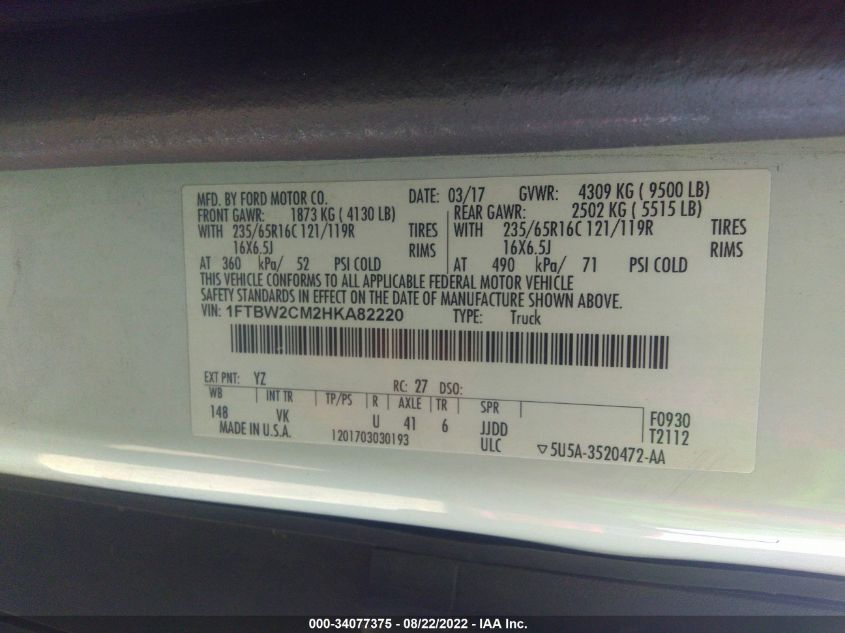 MFD. BY FORD MOTOR CO. DATE: 03/17 GVWR: 4309 KG ( 9500 LB)
FRONT GAWR: 1873 KG ( 4130 LB) REAR GAWR: 2502 KG ( 5515 LB)
WITH 235/65R16C 121/119R TIRES WITH 235/65R16C 121/119R TIRES
16X6.5J RIMS 16X6.5J RIMS
AT 360 kPa/ 52 PSI COLD AT 490 kPa/ 71 PSI COLD
THIS VEHICLE CONFORMS TO ALL APPLICABLE FEDERAL MOTOR VEHICLE
SAFETY STANDARDS IN EFFECT ON THE DATE OF MANUFACTURE SHOWN ABOVE.
VIN: 1FTBW2CM2HKA82220 TYPE: Truck
EXT PNT: YZ RC: 27 DSO:
WB INT TR TP/PS R AXLE TR SPR
148 VK U 41 6 JJDD F0930
MADE IN U.S.A. 1201703030193 ULC ▽5U5A-3520472-AA T2112
000-34077375 - 08/22/2022 - IAA Inc.